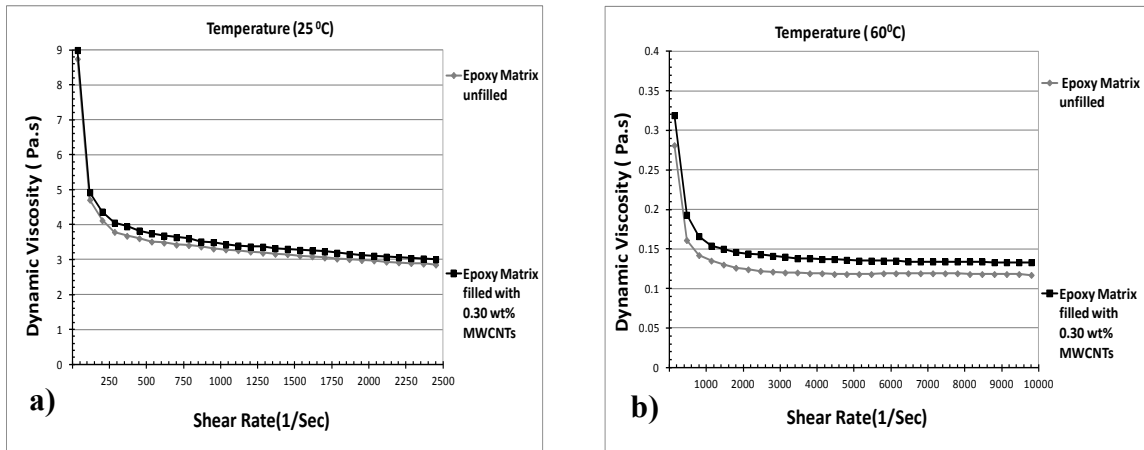 Temperature (25 ⁰C)
Dynamic Viscosity ( Pa.s)
9
8
7
6
5
4
3
2
1
0
250
500
750
1000
1250
1500
1750
2000
2250
2500
Shear Rate(1/Sec)
Epoxy Matrix
unfilled
Epoxy Matrix
filled with
0.30 wt%
MWCNTs
a)
Temperature ( 60⁰C)
Dynamic Viscosity ( Pa.s)
0.4
0.35
0.3
0.25
0.2
0.15
0.1
0.05
0
1000
2000
3000
4000
5000
6000
7000
8000
9000
10000
Shear Rate(1/Sec)
Epoxy Matrix
unfilled
Epoxy Matrix
filled with
0.30 wt%
MWCNTs
b)